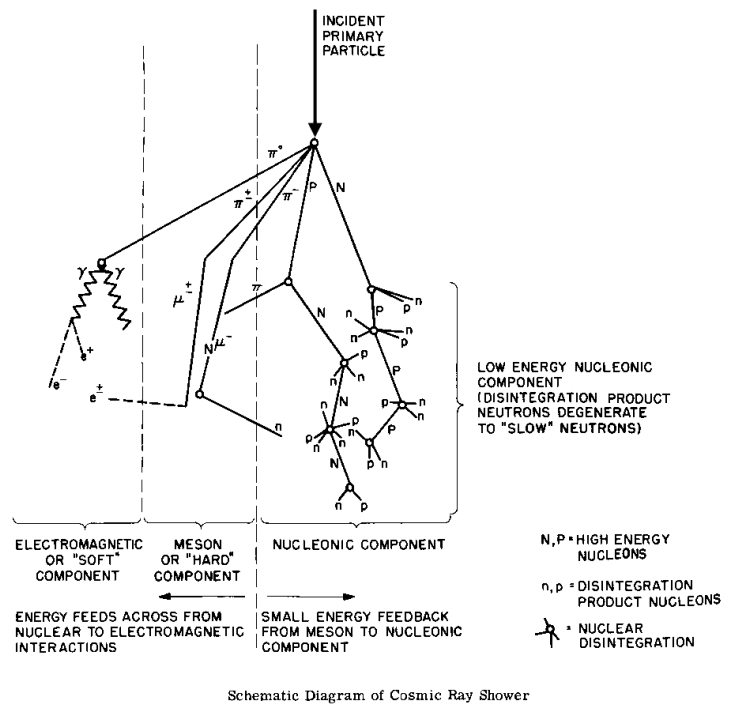 INCIDENT
PRIMARY
PARTICLE
π°
π±
π⁻
P
N
γ
γ
μ±
π
N
μ⁻
e⁺
e⁻
e±
n
N
n
p
P
n
n
p
p
n
n
P
N
n
p
n
n
P
p
n
n
p
n
n
N
p
n
n
p
LOW ENERGY NUCLEONIC
COMPONENT
(DISINTEGRATION PRODUCT
NEUTRONS DEGENERATE
TO "SLOW" NEUTRONS)
ELECTROMAGNETIC
OR "SOFT"
COMPONENT
MESON
OR "HARD"
COMPONENT
NUCLEONIC COMPONENT
ENERGY FEEDS ACROSS FROM
NUCLEAR TO ELECTROMAGNETIC
INTERACTIONS
SMALL ENERGY FEEDBACK
FROM MESON TO NUCLEONIC
COMPONENT
N,P = HIGH ENERGY
NUCLEONS
n,p = DISINTEGRATION
PRODUCT NUCLEONS
= NUCLEAR
DISINTEGRATION
Schematic Diagram of Cosmic Ray Shower